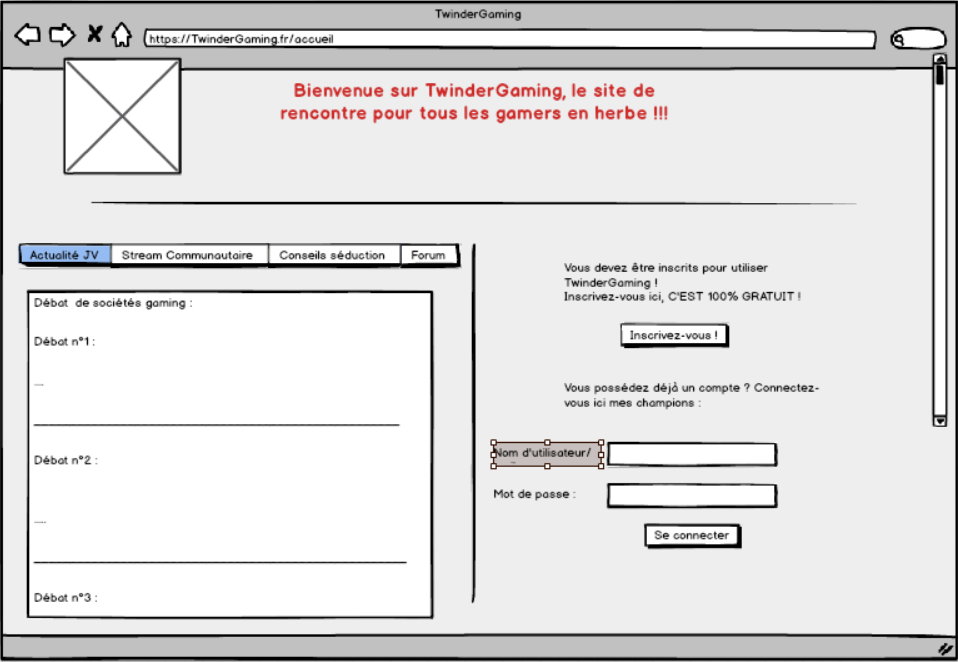 TwinderGaming
https://TwinderGaming.fr/accueil
Bienvenue sur TwinderGaming, le site de
rencontre pour tous les gamers en herbe !!!
Actualité JV
Stream Communautaire
Conseils séduction
Forum
Débat  de sociétés gaming :
Débat n°1 :
...
Débat n°2 :
....
Débat n°3 :
Vous devez être inscrits pour utiliser
TwinderGaming !
Inscrivez-vous ici, C'EST 100% GRATUIT !
Inscrivez-vous !
Vous possédez déjà un compte ? Connectez-
vous ici mes champions :
Nom d'utilisateur/
Mot de passe :
Se connecter